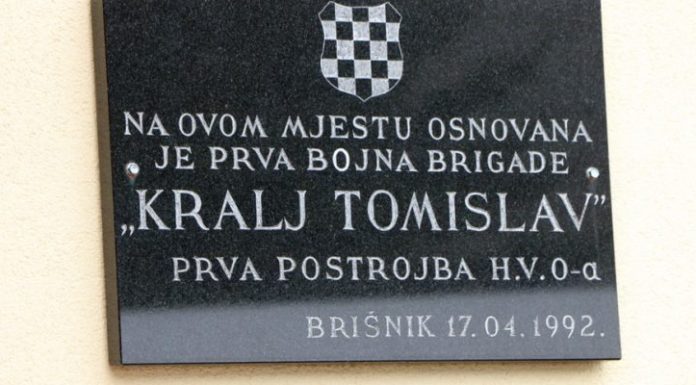 NA OVOM MJESTU OSNOVANA
JE PRVA BOJNA BRIGADE
„KRALJ TOMISLAV”
PRVA POSTROJBA H.V.O-a
BRIŠNIK 17.04.1992.